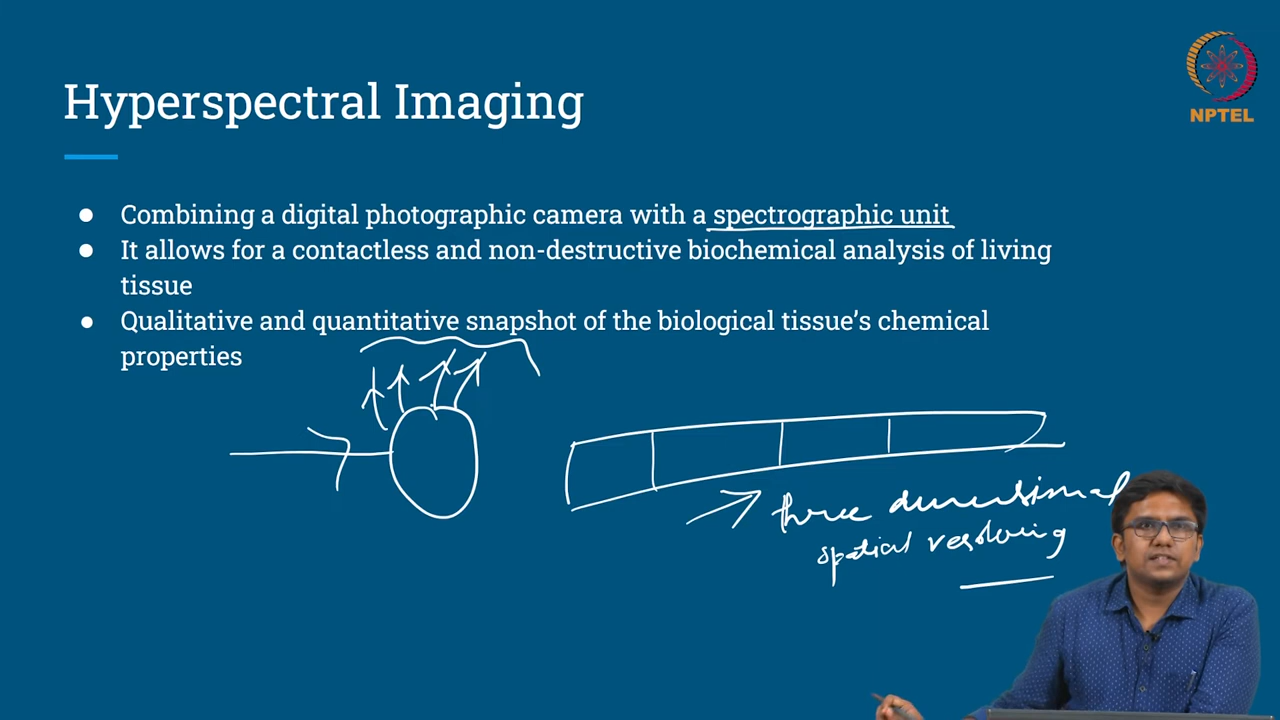 Hyperspectral Imaging
NPTEL
● Combining a digital photographic camera with a spectrographic unit
● It allows for a contactless and non-destructive biochemical analysis of living
tissue
● Qualitative and quantitative snapshot of the biological tissue's chemical
properties
three dimensional
spatial resolving